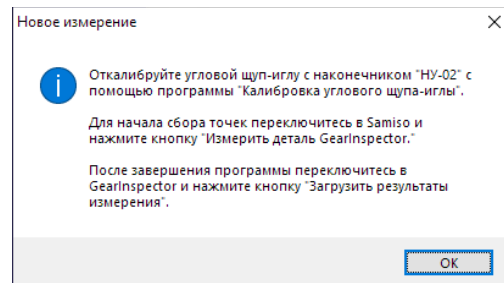 Новое измерение
Откалибруйте угловой щуп-иглу с наконечником "НУ-02" с
помощью программы "Калибровка углового щупа-иглы".
Для начала сбора точек переключитесь в Samiso и
нажмите кнопку "Измерить деталь GearInspector."
После завершения программы переключитесь в
GearInspector и нажмите кнопку "Загрузить результаты
измерения".
ОК